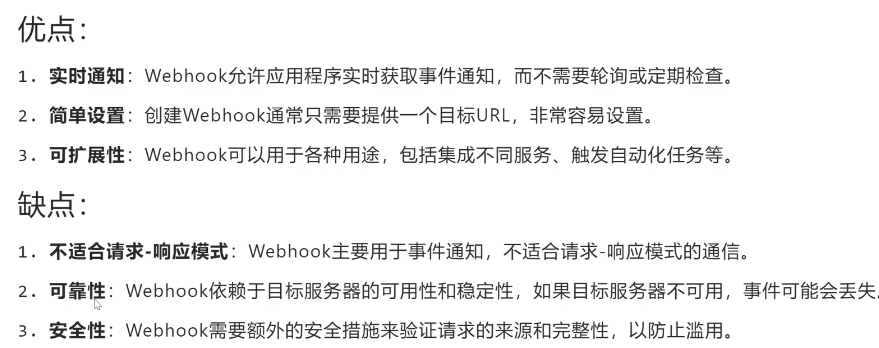 优点：
1. 实时通知：Webhook允许应用程序实时获取事件通知，而不需要轮询或定期检查。
2. 简单设置：创建Webhook通常只需要提供一个目标URL，非常容易设置。
3. 可扩展性：Webhook可以用于各种用途，包括集成不同服务、触发自动化任务等。
缺点：
1. 不适合请求-响应模式：Webhook主要用于事件通知，不适合请求-响应模式的通信。
2. 可靠性：Webhook依赖于目标服务器的可用性和稳定性，如果目标服务器不可用，事件可能会丢失。
3. 安全性：Webhook需要额外的安全措施来验证请求的来源和完整性，以防止滥用。